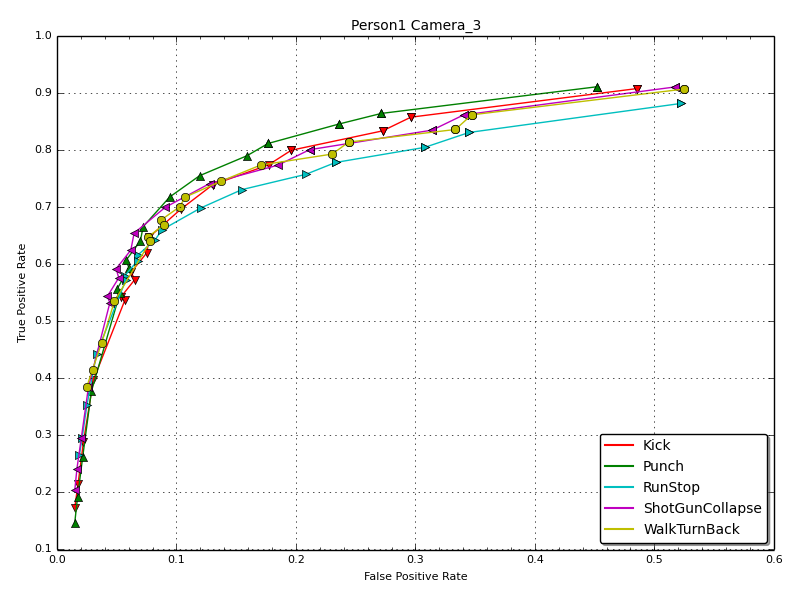 Person1 Camera_3
1.0
0.9
0.8
0.7
0.6
0.5
0.4
0.3
0.2
0.1
True Positive Rate
Kick
Punch
RunStop
ShotGunCollapse
WalkTurnBack
0.0 0.1 0.2 0.3 0.4 0.5 0.6
False Positive Rate